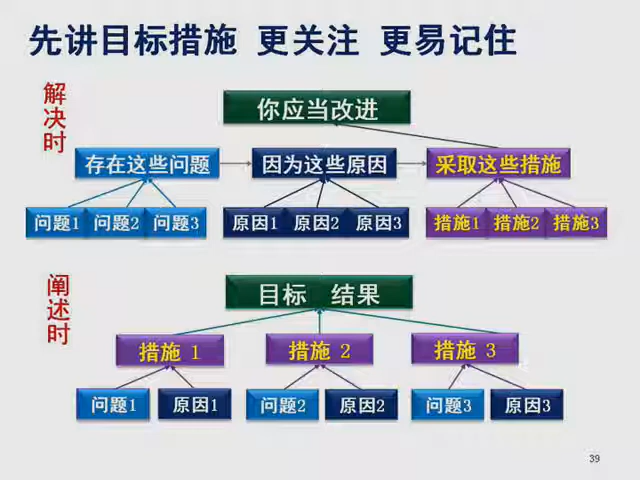 先讲目标措施 更关注 更易记住
解决时
你应当改进
存在这些问题 因为这些原因 采取这些措施
问题1 问题2 问题3 原因1 原因2 原因3 措施1 措施2 措施3
阐述时
目标 结果
措施 1 措施 2 措施 3
问题1 原因1 问题2 原因2 问题3 原因3
39